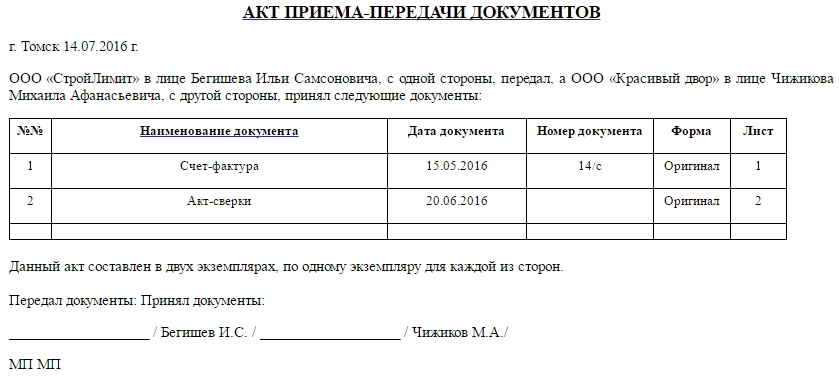 АКТ ПРИЕМА-ПЕРЕДАЧИ ДОКУМЕНТОВ
г. Томск 14.07.2016 г.
ООО «СтройЛимит» в лице Бегишева Ильи Самсоновича, с одной стороны, передал, а ООО «Красивый двор» в лице Чижикова
Михаила Афанасьевича, с другой стороны, принял следующие документы:
№№ Наименование документа Дата документа Номер документа Форма Лист
1 Счет-фактура 15.05.2016 14/с Оригинал 1
2 Акт-сверки 20.06.2016 Оригинал 2
Данный акт составлен в двух экземплярах, по одному экземпляру для каждой из сторон.
Передал документы: Принял документы:
____________________ / Бегишев И.С. / ____________________ / Чижиков М.А./
МП МП